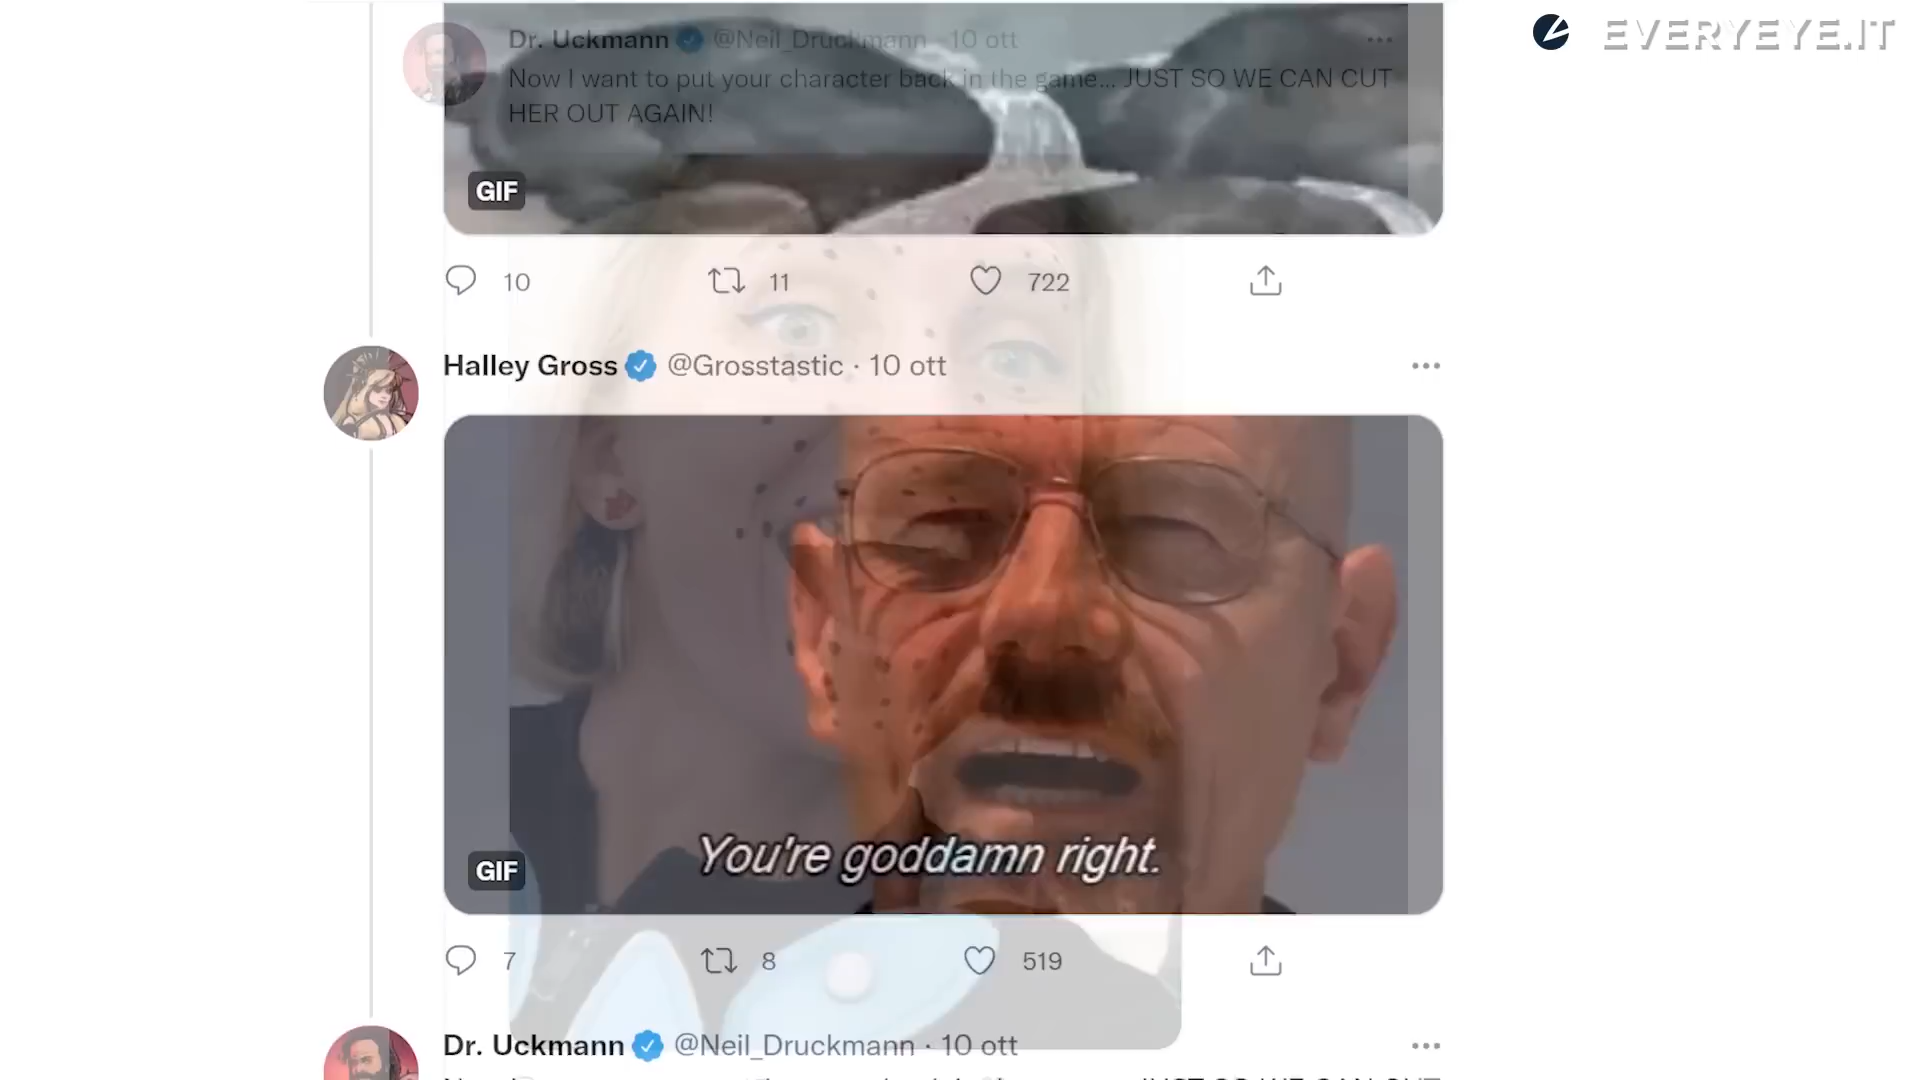 EVERYEYE.IT
Dr. Uckmann @Neil_Druckmann · 10 ott
Now I want to put your character back in the game... JUST SO WE CAN CUT
HER OUT AGAIN!
GIF
10 11 722
Halley Gross @Grosstastic · 10 ott
You're goddamn right.
GIF
7 8 519
Dr. Uckmann @Neil_Druckmann · 10 ott